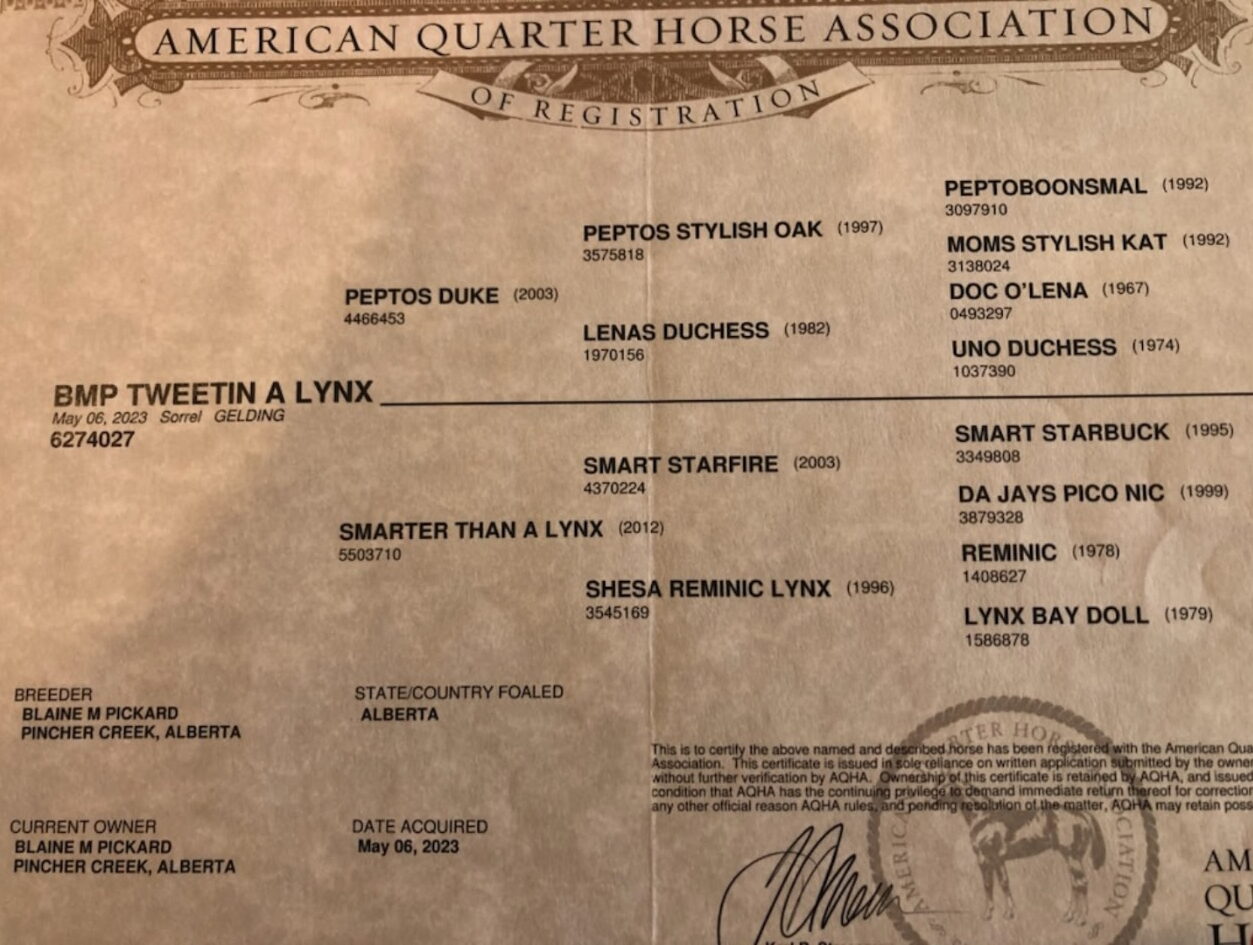 AMERICAN QUARTER HORSE ASSOCIATION
OF REGISTRATION
PEPTOBOONSMAL (1992)
3097910
PEPTOS STYLISH OAK (1997)
3575818
MOMS STYLISH KAT (1992)
3138024
PEPTOS DUKE (2003)
4466453
DOC O'LENA (1967)
0493297
LENAS DUCHESS (1982)
1970156
UNO DUCHESS (1974)
1037390
BMP TWEETIN A LYNX
May 06, 2023 Sorrel GELDING
6274027
SMART STARBUCK (1995)
3349808
SMART STARFIRE (2003)
4370224
DA JAYS PICO NIC (1999)
3879328
SMARTER THAN A LYNX (2012)
5503710
REMINIC (1978)
1408627
SHESA REMINIC LYNX (1996)
3545169
LYNX BAY DOLL (1979)
1586878
BREEDER
BLAINE M PICKARD
PINCHER CREEK, ALBERTA
STATE/COUNTRY FOALED
ALBERTA
This is to certify the above named and described horse has been registered with the American Qua
Association. This certificate is issued in sole reliance on written application submitted by the owne
without further verification by AQHA. Ownership of this certificate is retained by AQHA, and issued
condition that AQHA has the continuing privilege to demand immediate return thereof for correction
any other official reason AQHA rules, and pending resolution of the matter, AQHA may retain poss
CURRENT OWNER
BLAINE M PICKARD
PINCHER CREEK, ALBERTA
DATE ACQUIRED
May 06, 2023
AM
QU